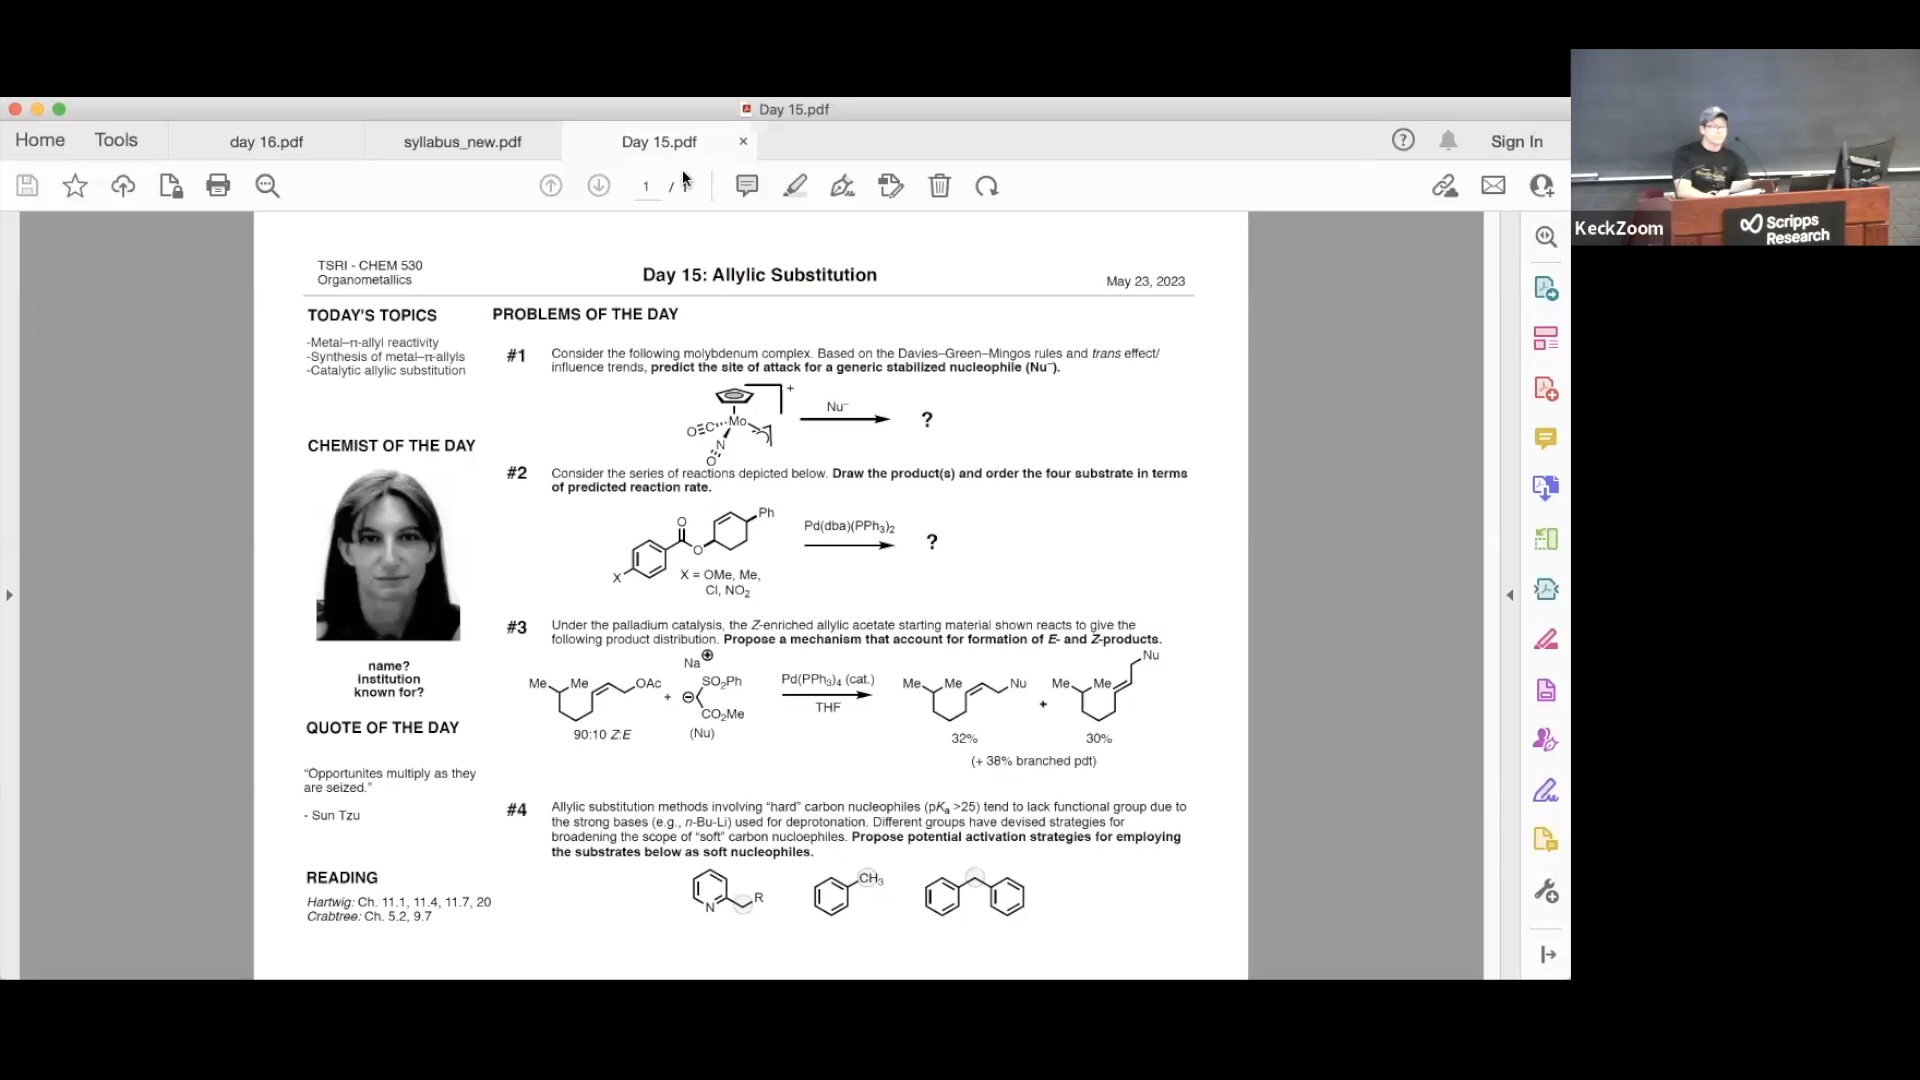 Day 15.pdf
Home Tools day 16.pdf syllabus_new.pdf Day 15.pdf × Sign In
1 /
KeckZoom
Scripps
Research
TSRI - CHEM 530
Organometallics
Day 15: Allylic Substitution
May 23, 2023
TODAY'S TOPICS
-Metal–π-allyl reactivity
-Synthesis of metal–π-allyls
-Catalytic allylic substitution
CHEMIST OF THE DAY
name?
institution
known for?
QUOTE OF THE DAY
“Opportunites multiply as they
are seized.”
- Sun Tzu
READING
Hartwig: Ch. 11.1, 11.4, 11.7, 20
Crabtree: Ch. 5.2, 9.7
PROBLEMS OF THE DAY
#1 Consider the following molybdenum complex. Based on the Davies–Green–Mingos rules and trans effect/
influence trends, predict the site of attack for a generic stabilized nucleophile (Nu–).
+
O≡C Mo
N
O
Nu–
?
#2 Consider the series of reactions depicted below. Draw the product(s) and order the four substrate in terms
of predicted reaction rate.
Ph
O
O
X
X = OMe, Me,
Cl, NO2
Pd(dba)(PPh3)2
?
#3 Under the palladium catalysis, the Z-enriched allylic acetate starting material shown reacts to give the
following product distribution. Propose a mechanism that account for formation of E- and Z-products.
Me Me OAc
90:10 Z:E
+
Na ⊕
SO2Ph
⊖
CO2Me
(Nu)
Pd(PPh3)4 (cat.)
THF
Me Me Nu
32%
+
Me Me Nu
30%
(+ 38% branched pdt)
#4 Allylic substitution methods involving “hard” carbon nucleophiles (pKa >25) tend to lack functional group due to
the strong bases (e.g., n-Bu-Li) used for deprotonation. Different groups have devised strategies for
broadening the scope of “soft” carbon nucloephiles. Propose potential activation strategies for employing
the substrates below as soft nucleophiles.
N R
CH3